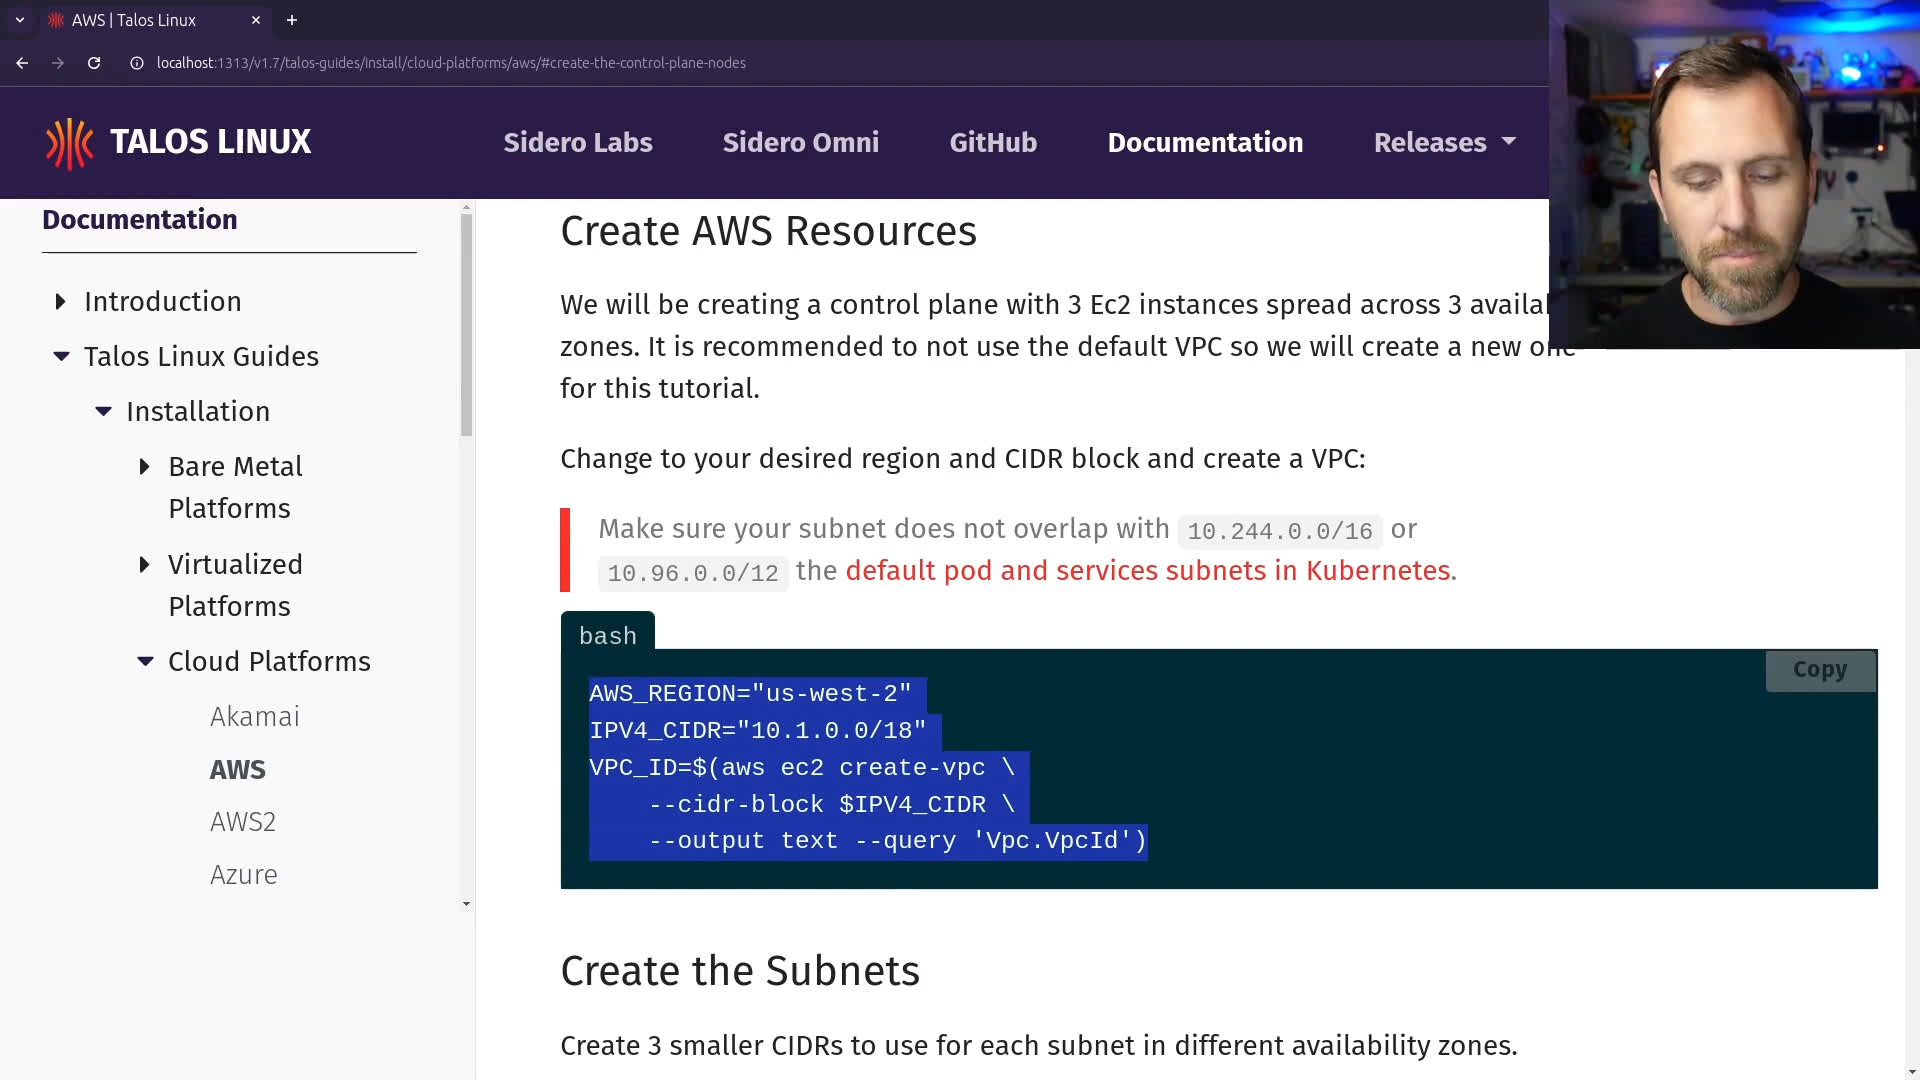 AWS | Talos Linux
localhost:1313/v1.7/talos-guides/install/cloud-platforms/aws/#create-the-control-plane-nodes
TALOS LINUX
Sidero Labs
Sidero Omni
GitHub
Documentation
Releases
Documentation
Introduction
Talos Linux Guides
Installation
Bare Metal
Platforms
Virtualized
Platforms
Cloud Platforms
Akamai
AWS
AWS2
Azure
Create AWS Resources
We will be creating a control plane with 3 Ec2 instances spread across 3
zones. It is recommended to not use the default VPC so we will create a new one
for this tutorial.
Change to your desired region and CIDR block and create a VPC:
Make sure your subnet does not overlap with 10.244.0.0/16 or
10.96.0.0/12 the default pod and services subnets in Kubernetes.
bash
Copy
AWS_REGION="us-west-2"
IPV4_CIDR="10.1.0.0/18"
VPC_ID=$(aws ec2 create-vpc \
--cidr-block $IPV4_CIDR \
--output text --query 'Vpc.VpcId')
Create the Subnets
Create 3 smaller CIDRs to use for each subnet in different availability zones.